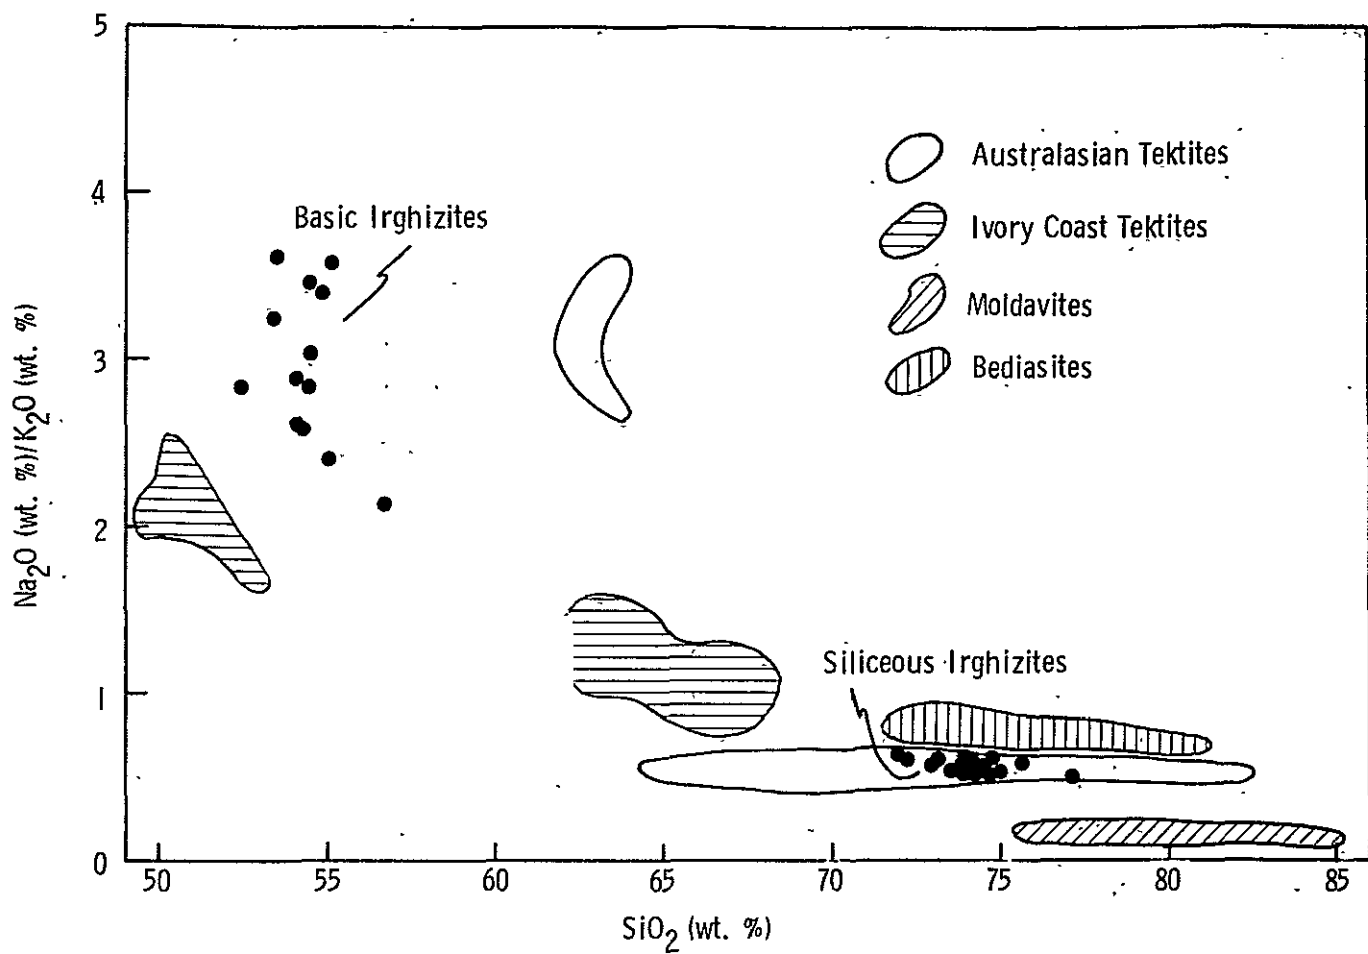 5
4
3
2
1
0
Na₂O (wt. %)/K₂O (wt. %)
Basic Irghizites
Australasian Tektites
Ivory Coast Tektites
Moldavites
Bediasites
Siliceous Irghizites
50 55 60 65 70 75 80 85
SiO₂ (wt. %)